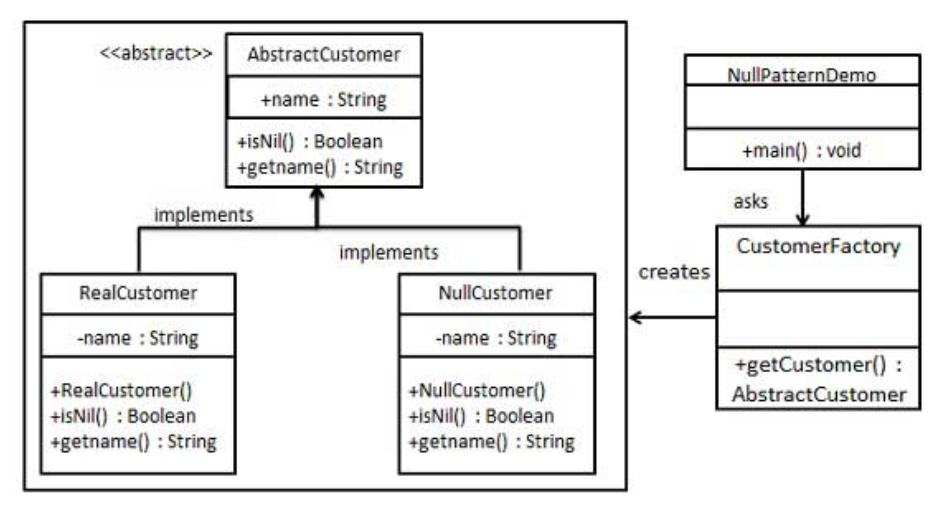 <<abstract>>
AbstractCustomer
+name : String
+isNil() : Boolean
+getname() : String
implements
implements
RealCustomer
-name : String
+RealCustomer()
+isNil() : Boolean
+getname() : String
NullCustomer
-name : String
+NullCustomer()
+isNil() : Boolean
+getname() : String
NullPatternDemo
+main() : void
asks
CustomerFactory
creates
+getCustomer() :
AbstractCustomer